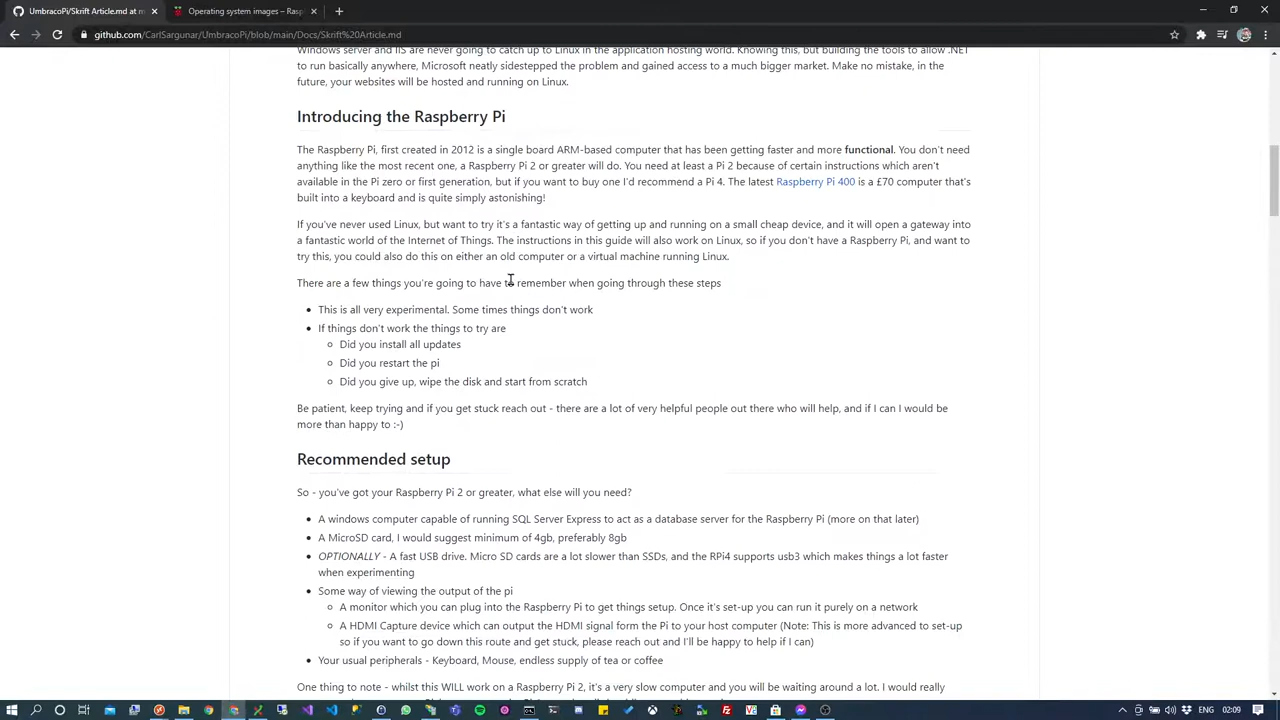 UmbracoPi/Skrift Article.md at m
Operating system images – Rasp
github.com/CarlSargunar/UmbracoPi/blob/main/Docs/Skrift%20Article.md
Windows server and IIS are never going to catch up to Linux in the application hosting world. Knowing this, but building the tools to allow .NET
to run basically anywhere, Microsoft neatly sidestepped the problem and gained access to a much bigger market. Make no mistake, in the
future, your websites will be hosted and running on Linux.
Introducing the Raspberry Pi
The Raspberry Pi, first created in 2012 is a single board ARM-based computer that has been getting faster and more functional. You don't need
anything like the most recent one, a Raspberry Pi 2 or greater will do. You need at least a Pi 2 because of certain instructions which aren't
available in the Pi zero or first generation, but if you want to buy one I'd recommend a Pi 4. The latest Raspberry Pi 400 is a £70 computer that's
built into a keyboard and is quite simply astonishing!
If you've never used Linux, but want to try it's a fantastic way of getting up and running on a small cheap device, and it will open a gateway into
a fantastic world of the Internet of Things. The instructions in this guide will also work on Linux, so if you don't have a Raspberry Pi, and want to
try this, you could also do this on either an old computer or a virtual machine running Linux.
There are a few things you're going to have to remember when going through these steps
• This is all very experimental. Some times things don't work
• If things don't work the things to try are
◦ Did you install all updates
◦ Did you restart the pi
◦ Did you give up, wipe the disk and start from scratch
Be patient, keep trying and if you get stuck reach out - there are a lot of very helpful people out there who will help, and if I can I would be
more than happy to :-)
Recommended setup
So - you've got your Raspberry Pi 2 or greater, what else will you need?
• A windows computer capable of running SQL Server Express to act as a database server for the Raspberry Pi (more on that later)
• A MicroSD card, I would suggest minimum of 4gb, preferably 8gb
• OPTIONALLY - A fast USB drive. Micro SD cards are a lot slower than SSDs, and the RPi4 supports usb3 which makes things a lot faster
when experimenting
• Some way of viewing the output of the pi
◦ A monitor which you can plug into the Raspberry Pi to get things setup. Once it's set-up you can run it purely on a network
◦ A HDMI Capture device which can output the HDMI signal form the Pi to your host computer (Note: This is more advanced to set-up
so if you want to go down this route and get stuck, please reach out and I'll be happy to help if I can)
• Your usual peripherals - Keyboard, Mouse, endless supply of tea or coffee
One thing to note - whilst this WILL work on a Raspberry Pi 2, it's a very slow computer and you will be waiting around a lot. I would really
ENG 02:09